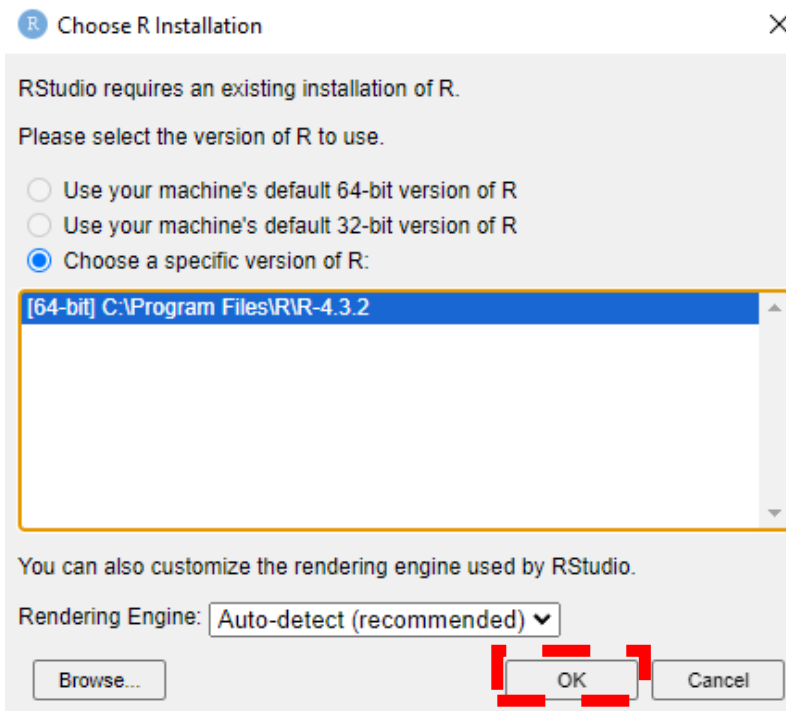 R Choose R Installation
RStudio requires an existing installation of R.
Please select the version of R to use.
Use your machine's default 64-bit version of R
Use your machine's default 32-bit version of R
Choose a specific version of R:
[64-bit] C:\Program Files\R\R-4.3.2
You can also customize the rendering engine used by RStudio.
Rendering Engine: Auto-detect (recommended)
Browse... OK Cancel